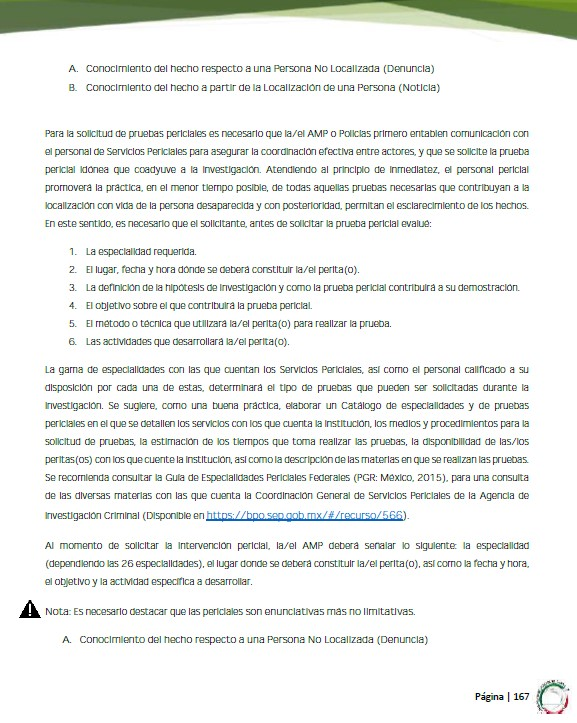 A. Conocimiento del hecho respecto a una Persona No Localizada (Denuncia)
B. Conocimiento del hecho a partir de la Localización de una Persona (Noticia)
Para la solicitud de pruebas periciales es necesario que la/el AMP o Policías primero entablen comunicación con
el personal de Servicios Periciales para asegurar la coordinación efectiva entre actores, y que se solicite la prueba
pericial idónea que coadyuve a la investigación. Atendiendo al principio de inmediatez, el personal pericial
promoverá la práctica, en el menor tiempo posible, de todas aquellas pruebas necesarias que contribuyan a la
localización con vida de la persona desaparecida y con posterioridad, permitan el esclarecimiento de los hechos.
En este sentido, es necesario que el solicitante, antes de solicitar la prueba pericial evalué:
1. La especialidad requerida.
2. El lugar, fecha y hora dónde se deberá constituir la/el perita(o).
3. La definición de la hipótesis de investigación y como la prueba pericial contribuirá a su demostración.
4. El objetivo sobre el que contribuirá la prueba pericial.
5. El método o técnica que utilizará la/el perita(o) para realizar la prueba.
6. Las actividades que desarrollará la/el perita(o).
La gama de especialidades con las que cuentan los Servicios Periciales, así como el personal calificado a su
disposición por cada una de estas, determinará el tipo de pruebas que pueden ser solicitadas durante la
investigación. Se sugiere, como una buena práctica, elaborar un Catálogo de especialidades y de pruebas
periciales en el que se detallen los servicios con los que cuenta la institución, los medios y procedimientos para la
solicitud de pruebas, la estimación de los tiempos que toma realizar las pruebas, la disponibilidad de las/los
peritas(os) con los que cuente la institución, así como la descripción de las materias en que se realizan las pruebas.
Se recomienda consultar la Guía de Especialidades Periciales Federales (PGR: México, 2015), para una consulta
de las diversas materias con las que cuenta la Coordinación General de Servicios Periciales de la Agencia de
Investigación Criminal (Disponible en https://bpo.sep.gob.mx/#/recurso/566).
Al momento de solicitar la intervención pericial, la/el AMP deberá señalar lo siguiente: la especialidad
(dependiendo las 26 especialidades), el lugar donde se deberá constituir la/el perita(o), así como la fecha y hora,
el objetivo y la actividad específica a desarrollar.
Nota: Es necesario destacar que las periciales son enunciativas más no limitativas.
A. Conocimiento del hecho respecto a una Persona No Localizada (Denuncia)
Página | 167